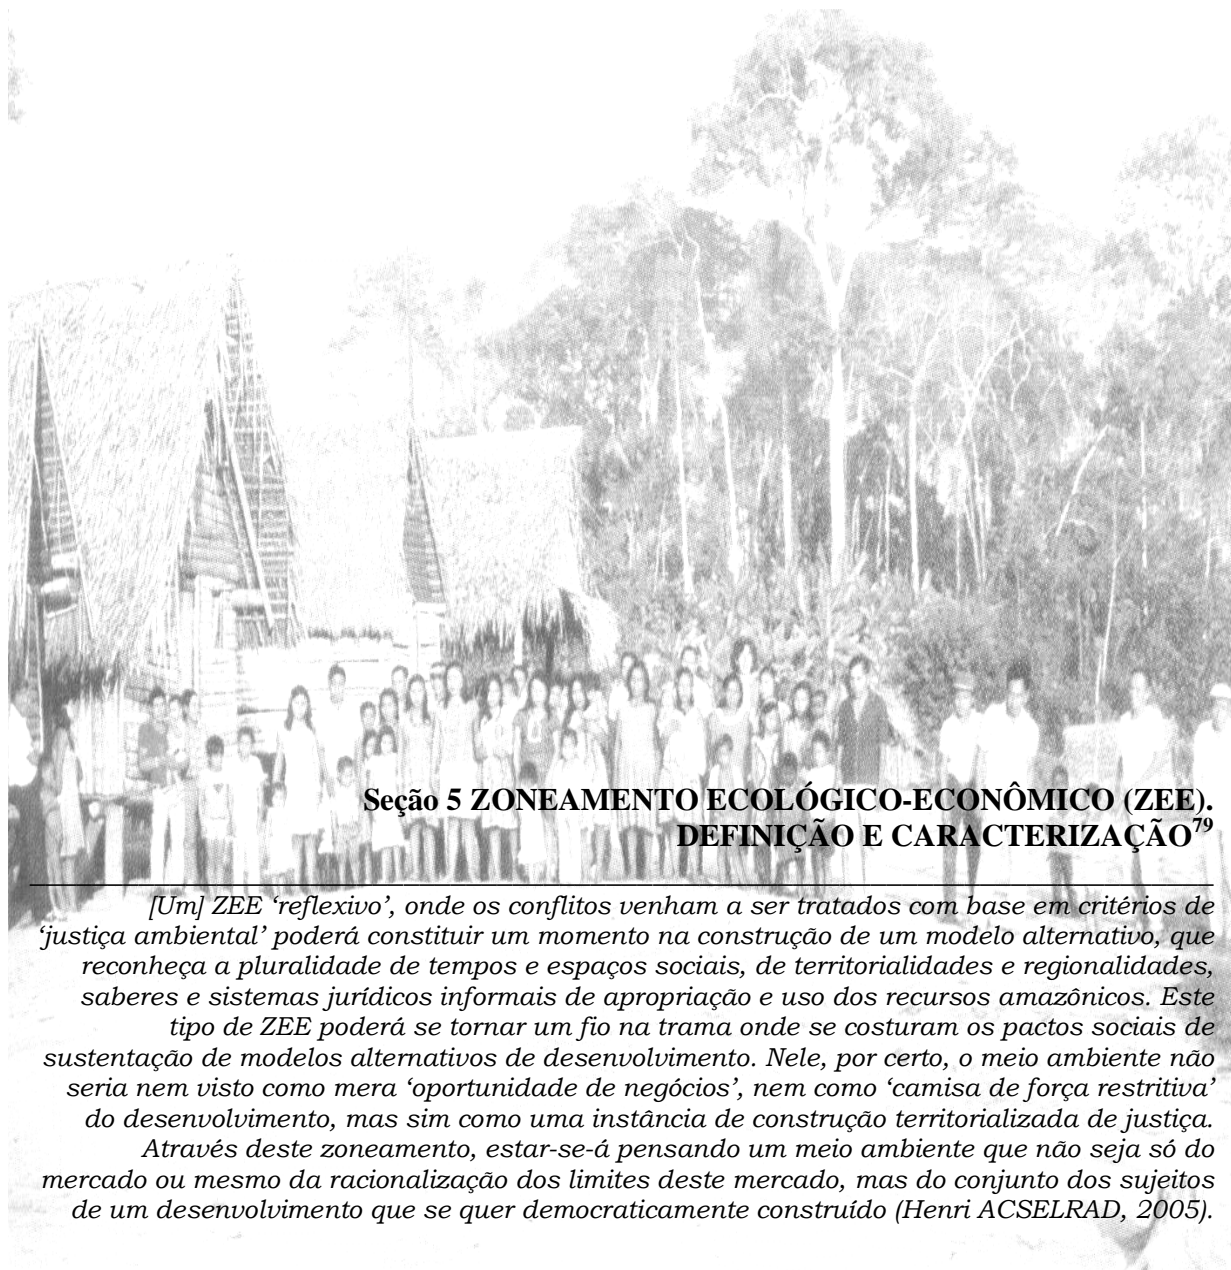 Seção 5 ZONEAMENTO ECOLÓGICO-ECONÔMICO (ZEE).
DEFINIÇÃO E CARACTERIZAÇÃO79
[Um] ZEE ‘reflexivo’, onde os conflitos venham a ser tratados com base em critérios de
‘justiça ambiental’ poderá constituir um momento na construção de um modelo alternativo, que
reconheça a pluralidade de tempos e espaços sociais, de territorialidades e regionalidades,
saberes e sistemas jurídicos informais de apropriação e uso dos recursos amazônicos. Este
tipo de ZEE poderá se tornar um fio na trama onde se costuram os pactos sociais de
sustentação de modelos alternativos de desenvolvimento. Nele, por certo, o meio ambiente não
seria nem visto como mera ‘oportunidade de negócios’, nem como ‘camisa de força restritiva’
do desenvolvimento, mas sim como uma instância de construção territorializada de justiça.
Através deste zoneamento, estar-se-á pensando um meio ambiente que não seja só do
mercado ou mesmo da racionalização dos limites deste mercado, mas do conjunto dos sujeitos
de um desenvolvimento que se quer democraticamente construído (Henri ACSELRAD, 2005).